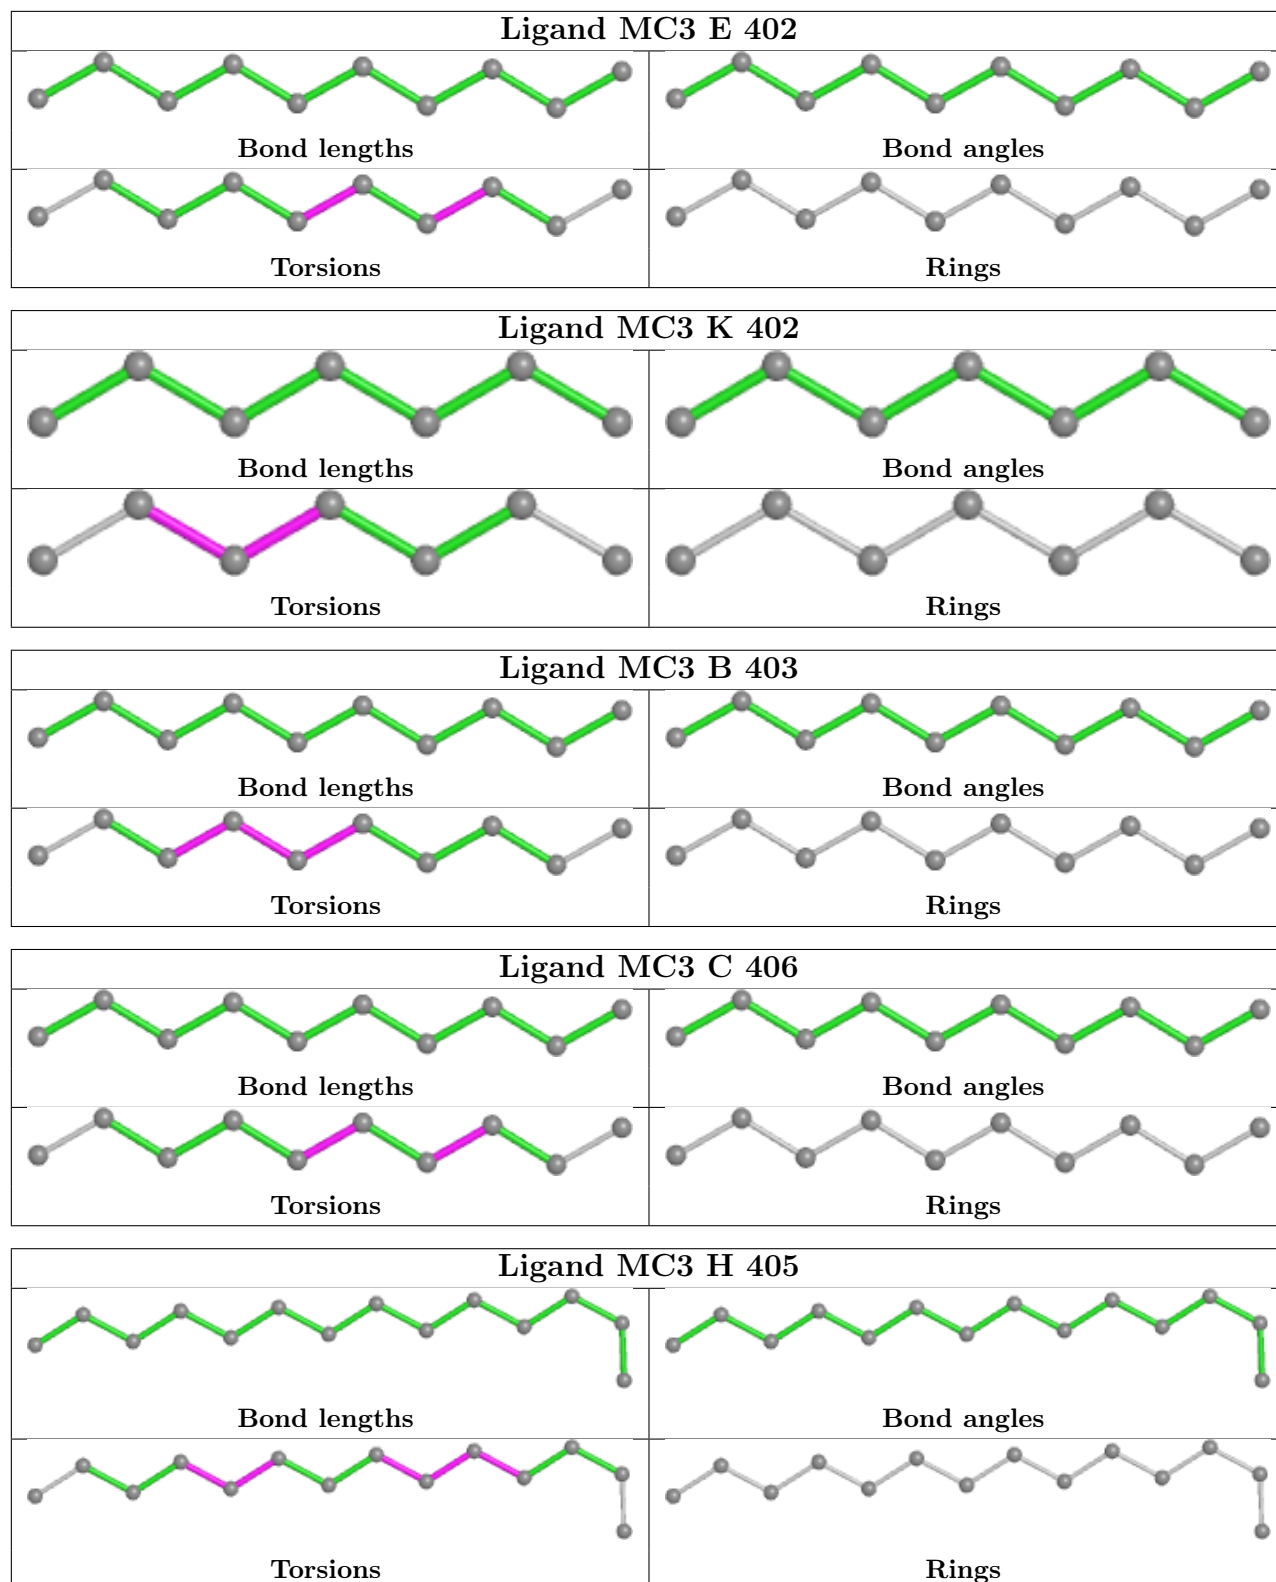 Ligand MC3 E 402
Bond lengths Bond angles
Torsions Rings
Ligand MC3 K 402
Bond lengths Bond angles
Torsions Rings
Ligand MC3 B 403
Bond lengths Bond angles
Torsions Rings
Ligand MC3 C 406
Bond lengths Bond angles
Torsions Rings
Ligand MC3 H 405
Bond lengths Bond angles
Torsions Rings